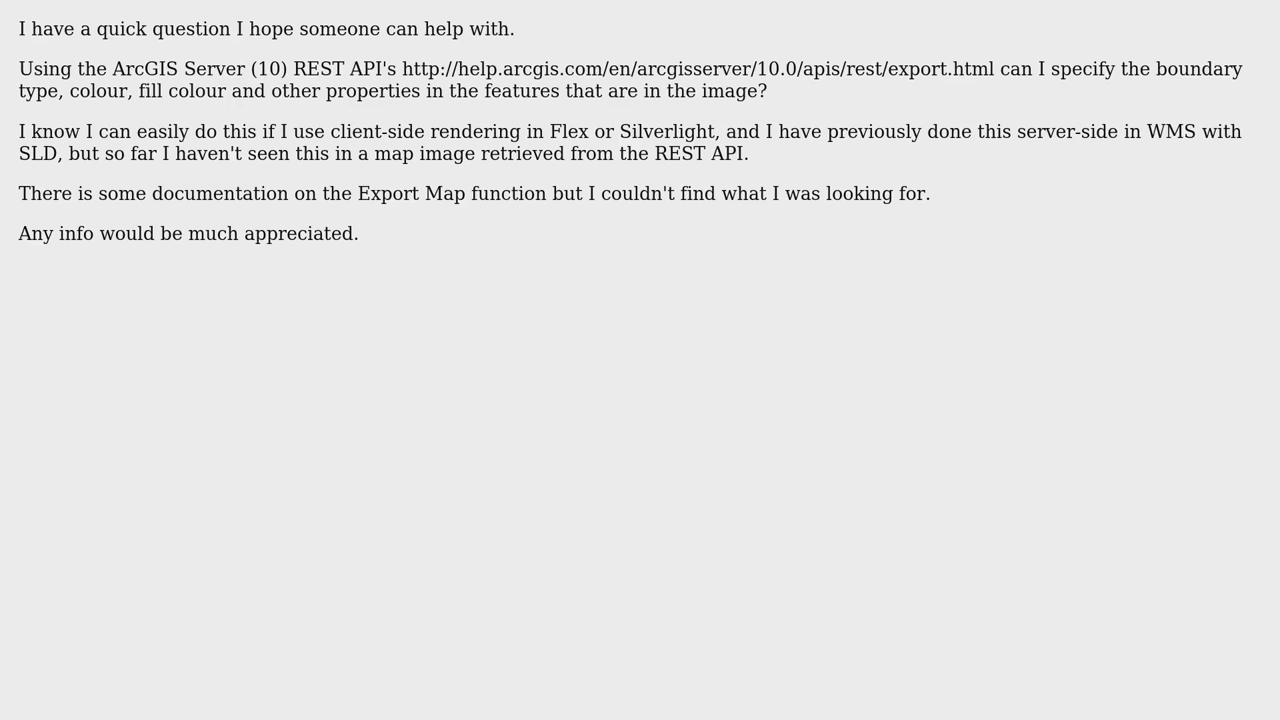 I have a quick question I hope someone can help with.
Using the ArcGIS Server (10) REST API's http://help.arcgis.com/en/arcgisserver/10.0/apis/rest/export.html can I specify the boundary
type, colour, fill colour and other properties in the features that are in the image?
I know I can easily do this if I use client-side rendering in Flex or Silverlight, and I have previously done this server-side in WMS with
SLD, but so far I haven't seen this in a map image retrieved from the REST API.
There is some documentation on the Export Map function but I couldn't find what I was looking for.
Any info would be much appreciated.